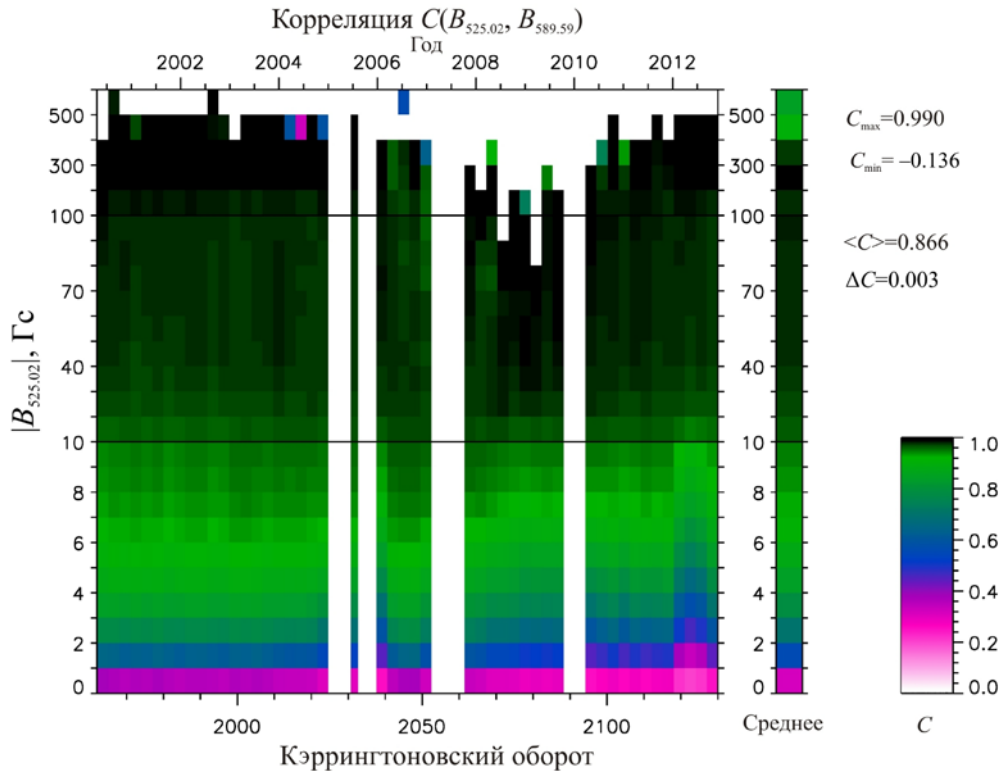 Корреляция C(B525.02, B589.59)
Год
2002 2004 2006 2008 2010 2012
500 500
300 300
100 100
70 70
40 40
10 10
8 8
6 6
4 4
2 2
0 0
|B525.02|, Гс
2000 2050 2100
Кэррингтоновский оборот
Среднее
Cmax=0.990
Cmin= –0.136
<C>=0.866
ΔC=0.003
1.0
0.8
0.6
0.4
0.2
0.0
C